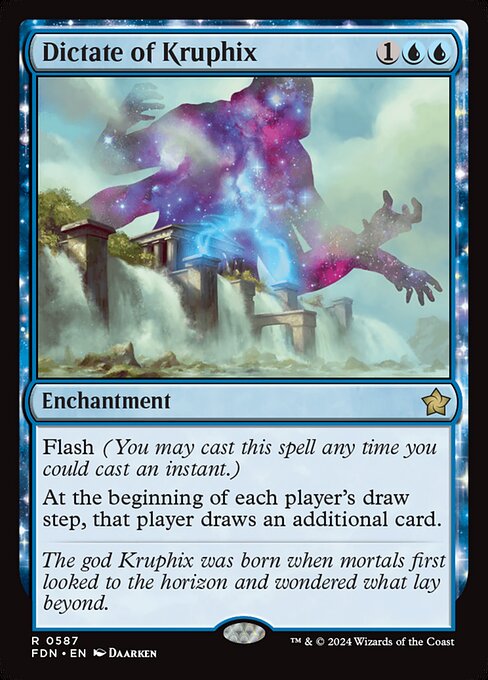 Dictate of Kruphix 1
Enchantment
Flash (You may cast this spell any time you
could cast an instant.)
At the beginning of each player's draw
step, that player draws an additional card.
The god Kruphix was born when mortals first
looked to the horizon and wondered what lay
beyond.
R 0587
FDN • EN Daarken
™ & © 2024 Wizards of the Coast